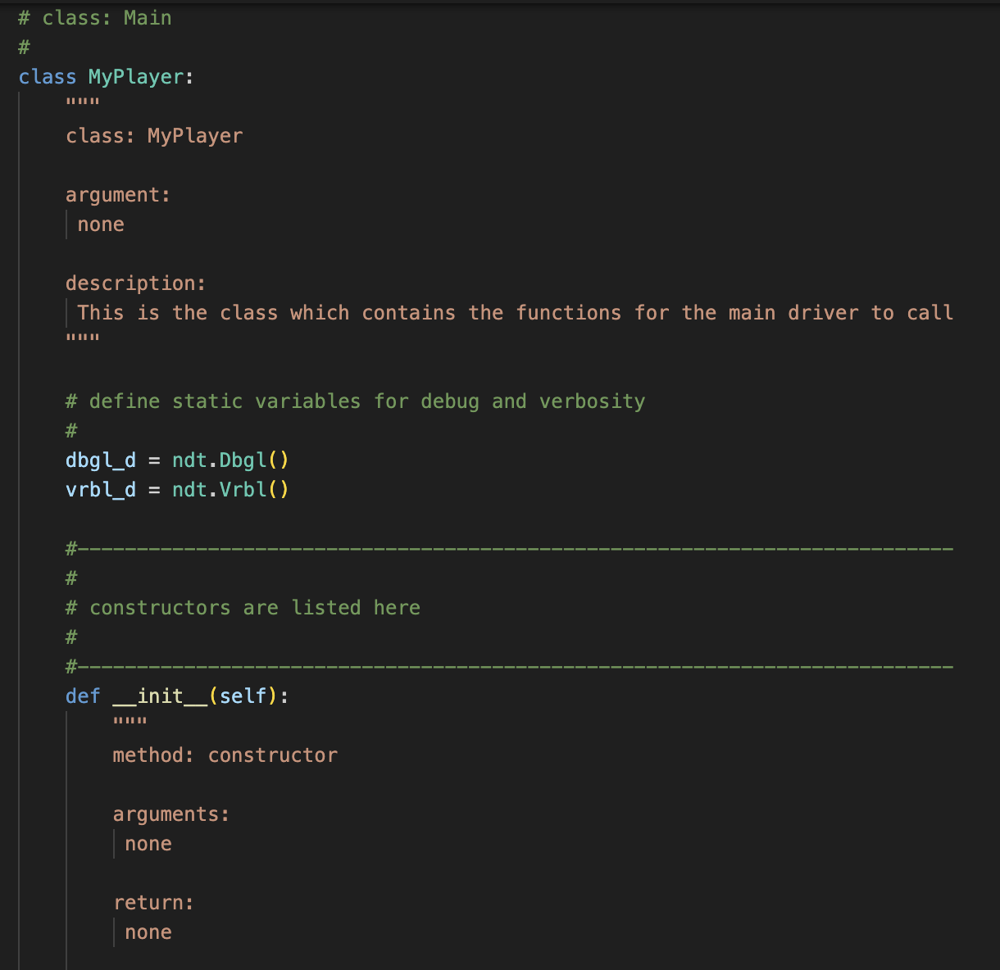 # class: Main
#
class MyPlayer:
"""
class: MyPlayer
argument:
none
description:
This is the class which contains the functions for the main driver to call
"""
# define static variables for debug and verbosity
#
dbgl_d = ndt.Dbgl()
vrbl_d = ndt.Vrbl()
#--------------------------------------------------------------------------
#
# constructors are listed here
#
#--------------------------------------------------------------------------
def __init__(self):
"""
method: constructor
arguments:
none
return:
none